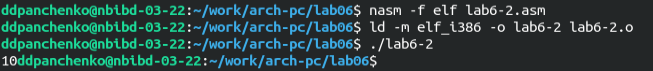 ddpanchenko@nbibd-03-22:~/work/arch-pc/lab06$ nasm -f elf lab6-2.asm
ddpanchenko@nbibd-03-22:~/work/arch-pc/lab06$ ld -m elf_i386 -o lab6-2 lab6-2.o
ddpanchenko@nbibd-03-22:~/work/arch-pc/lab06$ ./lab6-2
10ddpanchenko@nbibd-03-22:~/work/arch-pc/lab06$